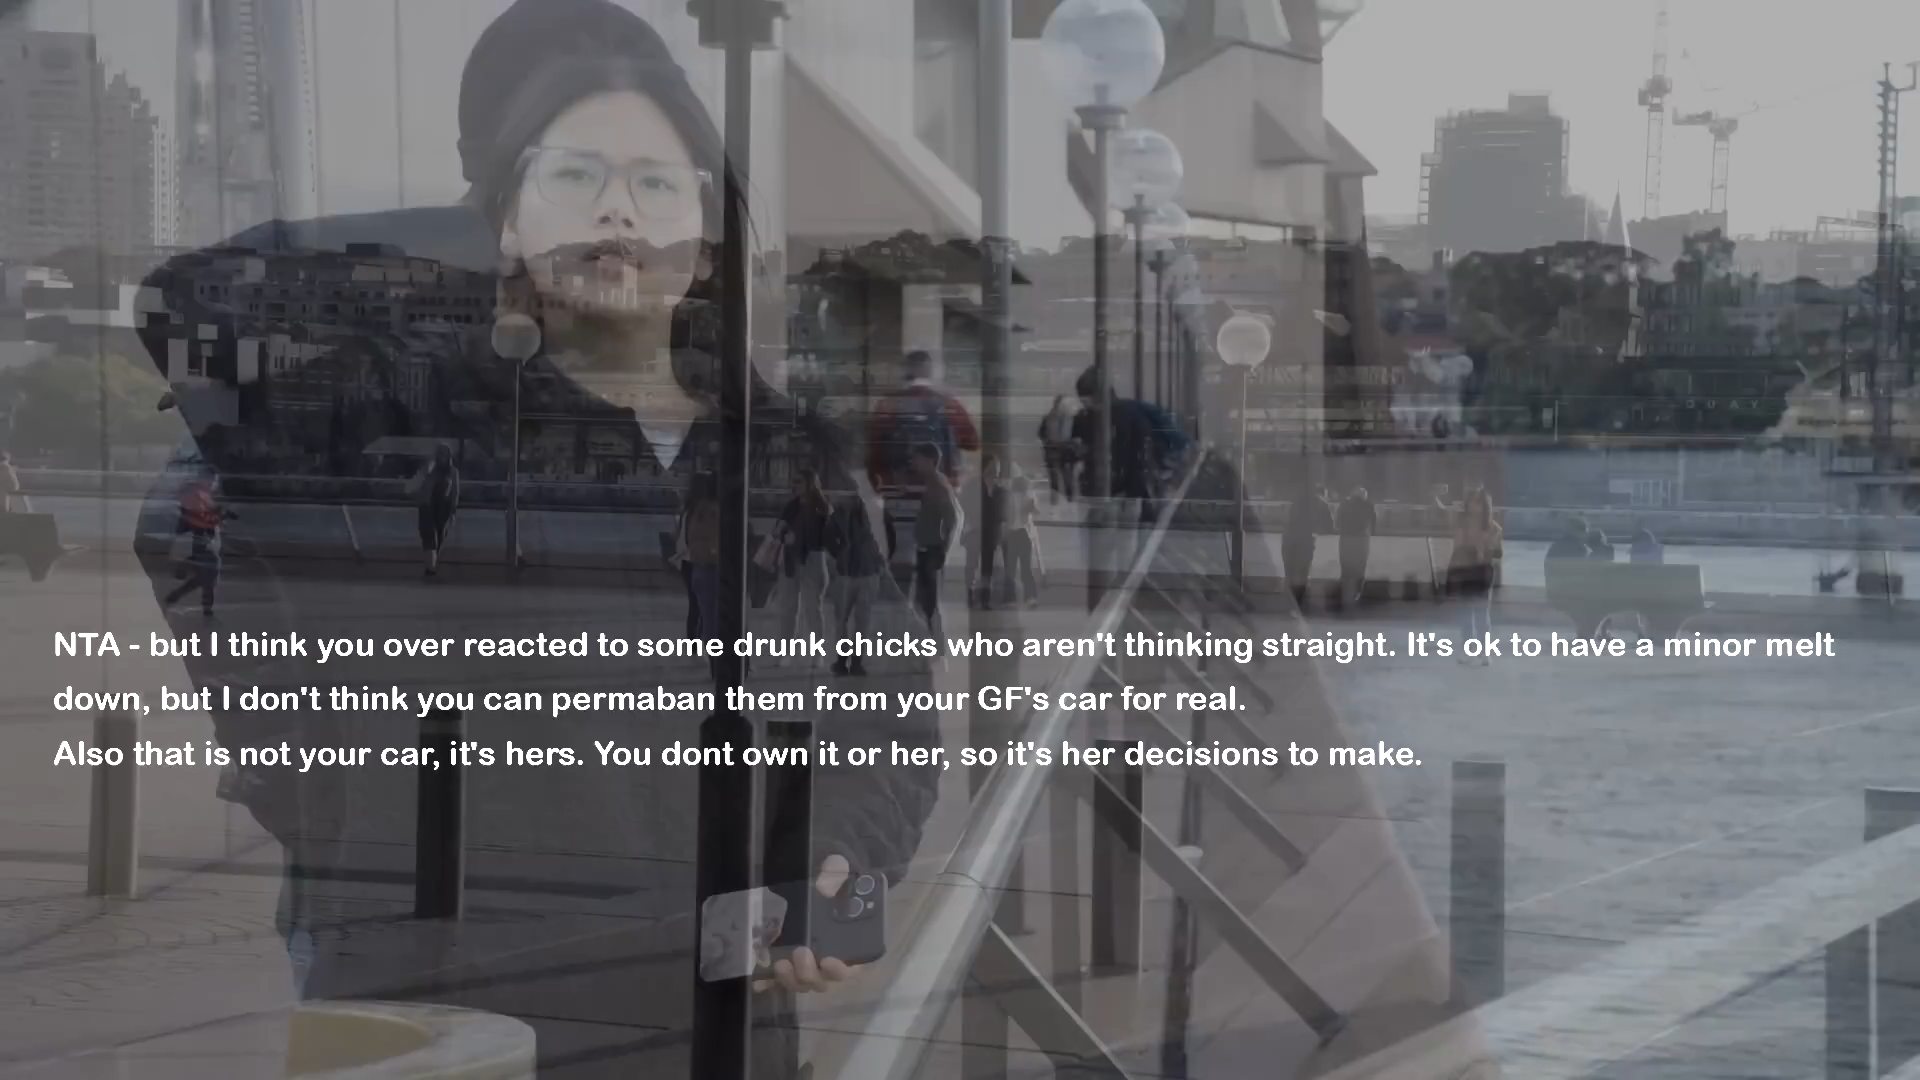 NTA - but I think you over reacted to some drunk chicks who aren't thinking straight. It's ok to have a minor melt
down, but I don't think you can permaban them from your GF's car for real.
Also that is not your car, it's hers. You dont own it or her, so it's her decisions to make.
QUAY